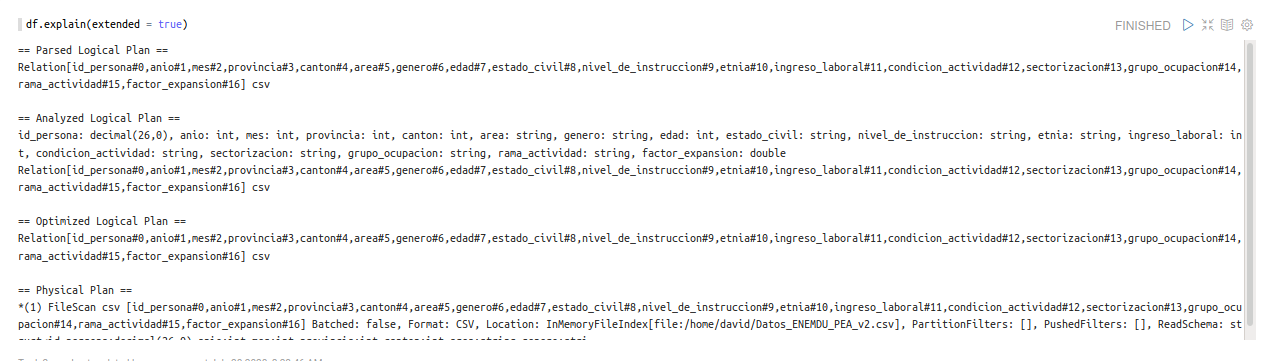 df.explain(extended = true)
FINISHED
== Parsed Logical Plan ==
Relation[id_persona#0,anio#1,mes#2,provincia#3,canton#4,area#5,genero#6,edad#7,estado_civil#8,nivel_de_instruccion#9,etnia#10,ingreso_laboral#11,condicion_actividad#12,sectorizacion#13,grupo_ocupacion#14,
rama_actividad#15,factor_expansion#16] csv
== Analyzed Logical Plan ==
id_persona: decimal(26,0), anio: int, mes: int, provincia: int, canton: int, area: string, genero: string, edad: int, estado_civil: string, nivel_de_instruccion: string, etnia: string, ingreso_laboral: in
t, condicion_actividad: string, sectorizacion: string, grupo_ocupacion: string, rama_actividad: string, factor_expansion: double
Relation[id_persona#0,anio#1,mes#2,provincia#3,canton#4,area#5,genero#6,edad#7,estado_civil#8,nivel_de_instruccion#9,etnia#10,ingreso_laboral#11,condicion_actividad#12,sectorizacion#13,grupo_ocupacion#14,
rama_actividad#15,factor_expansion#16] csv
== Optimized Logical Plan ==
Relation[id_persona#0,anio#1,mes#2,provincia#3,canton#4,area#5,genero#6,edad#7,estado_civil#8,nivel_de_instruccion#9,etnia#10,ingreso_laboral#11,condicion_actividad#12,sectorizacion#13,grupo_ocupacion#14,
rama_actividad#15,factor_expansion#16] csv
== Physical Plan ==
*(1) FileScan csv [id_persona#0,anio#1,mes#2,provincia#3,canton#4,area#5,genero#6,edad#7,estado_civil#8,nivel_de_instruccion#9,etnia#10,ingreso_laboral#11,condicion_actividad#12,sectorizacion#13,grupo_ocu
pacion#14,rama_actividad#15,factor_expansion#16] Batched: false, Format: CSV, Location: InMemoryFileIndex[file:/home/david/Datos_ENEMDU_PEA_v2.csv], PartitionFilters: [], PushedFilters: [], ReadSchema: st